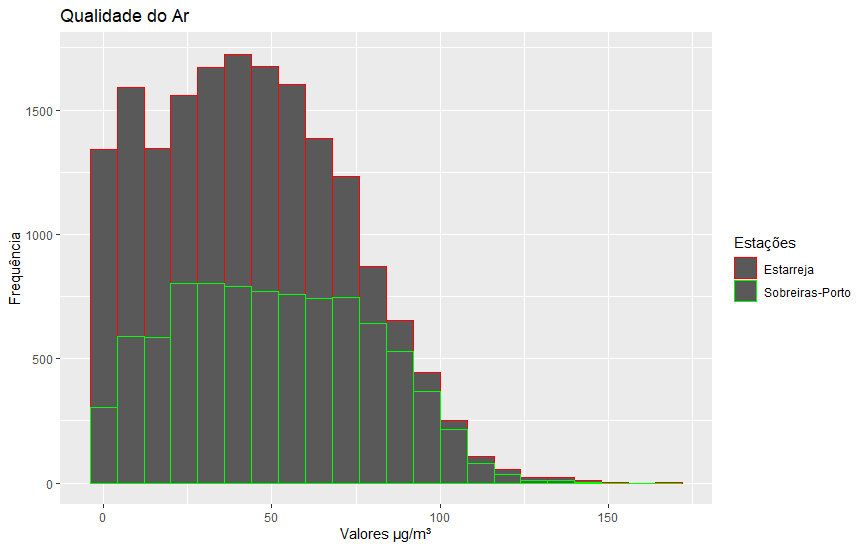 Qualidade do Ar
1500
1000
500
0
Frequência
0
50
100
150
Valores µg/m³
Estações
Estarreja
Sobreiras-Porto